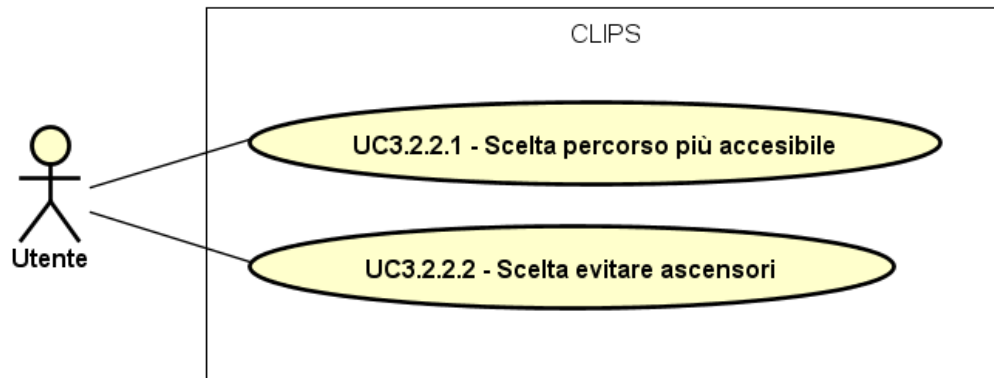 CLIPS
UC3.2.2.1 - Scelta percorso più accesibile
Utente
UC3.2.2.2 - Scelta evitare ascensori